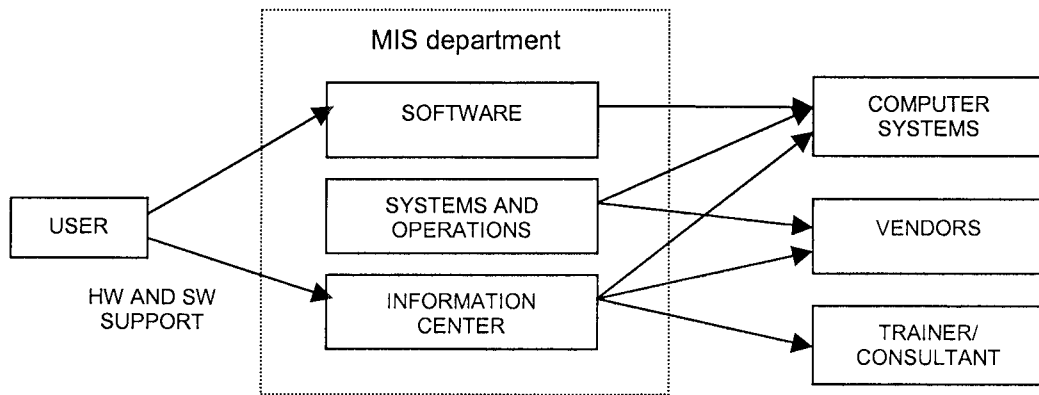 MIS department
SOFTWARE
COMPUTER
SYSTEMS
USER
SYSTEMS AND
OPERATIONS
VENDORS
HW AND SW
SUPPORT
INFORMATION
CENTER
TRAINER/
CONSULTANT